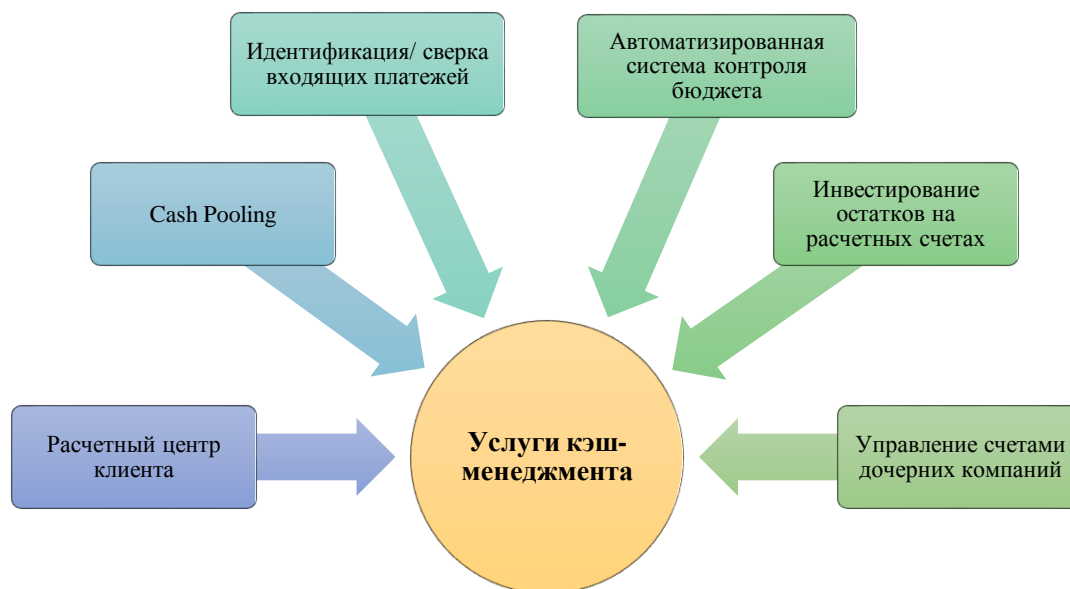 Идентификация/ сверка
входящих платежей
Автоматизированная
система контроля
бюджета
Cash Pooling
Инвестирование
остатков на
расчетных счетах
Расчетный центр
клиента
Услуги кэш-
менеджмента
Управление счетами
дочерних компаний